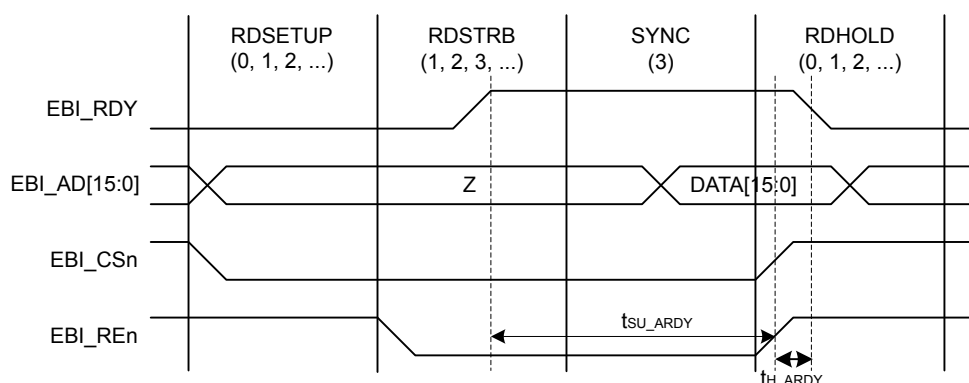 RDSETUP RDSTRB SYNC RDHOLD
(0, 1, 2, ...) (1, 2, 3, ...) (3) (0, 1, 2, ...)
EBI_RDY
EBI_AD[15:0] Z DATA[15:0]
EBI_CSn
EBI_REn tSU_ARDY
tH_ARDY